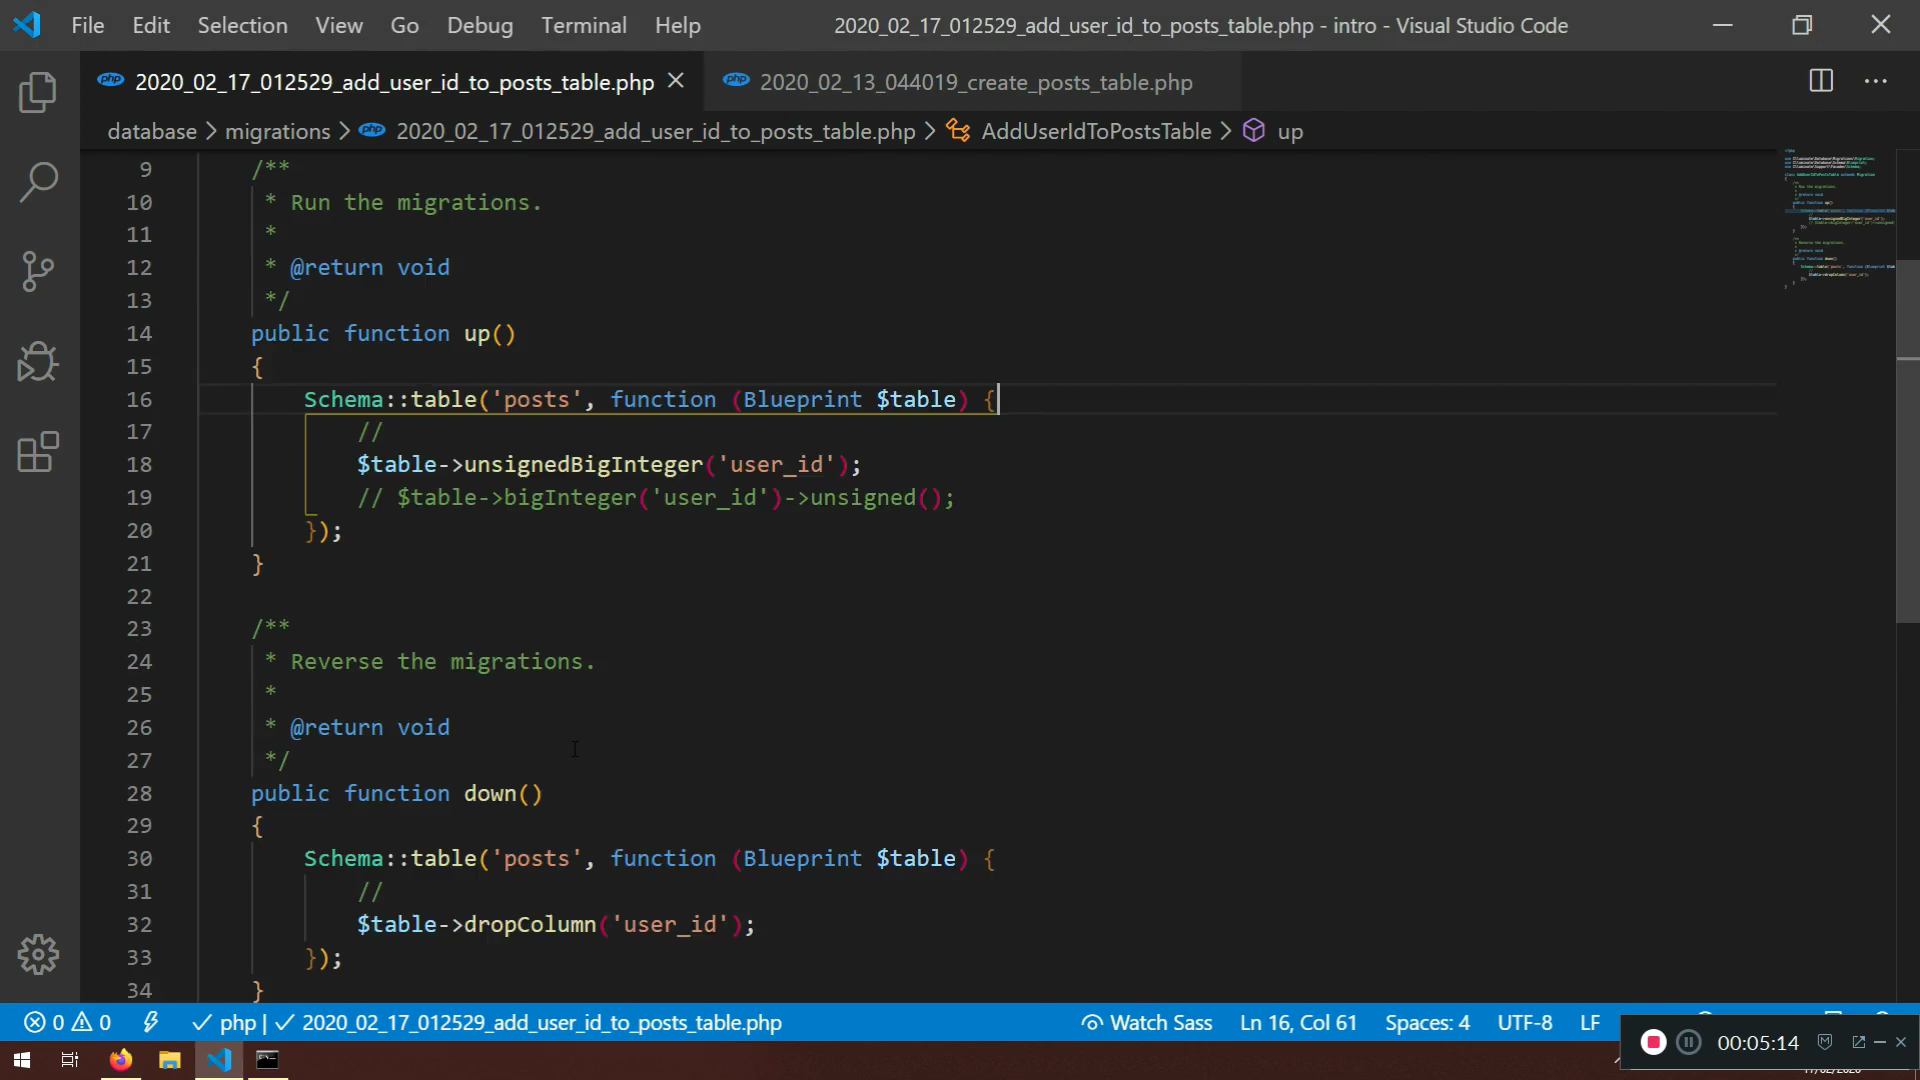 File Edit Selection View Go Debug Terminal Help 2020_02_17_012529_add_user_id_to_posts_table.php - intro - Visual Studio Code
php 2020_02_17_012529_add_user_id_to_posts_table.php php 2020_02_13_044019_create_posts_table.php
database > migrations > php 2020_02_17_012529_add_user_id_to_posts_table.php > AddUserIdToPostsTable > up
9 /**
10 * Run the migrations.
11 *
12 * @return void
13 */
14 public function up()
15 {
16 Schema::table('posts', function (Blueprint $table) {
17 //
18 $table->unsignedBigInteger('user_id');
19 // $table->bigInteger('user_id')->unsigned();
20 });
21 }
22
23 /**
24 * Reverse the migrations.
25 *
26 * @return void
27 */
28 public function down()
29 {
30 Schema::table('posts', function (Blueprint $table) {
31 //
32 $table->dropColumn('user_id');
33 });
34 }
0 0 php | 2020_02_17_012529_add_user_id_to_posts_table.php Watch Sass Ln 16, Col 61 Spaces: 4 UTF-8 LF
00:05:14